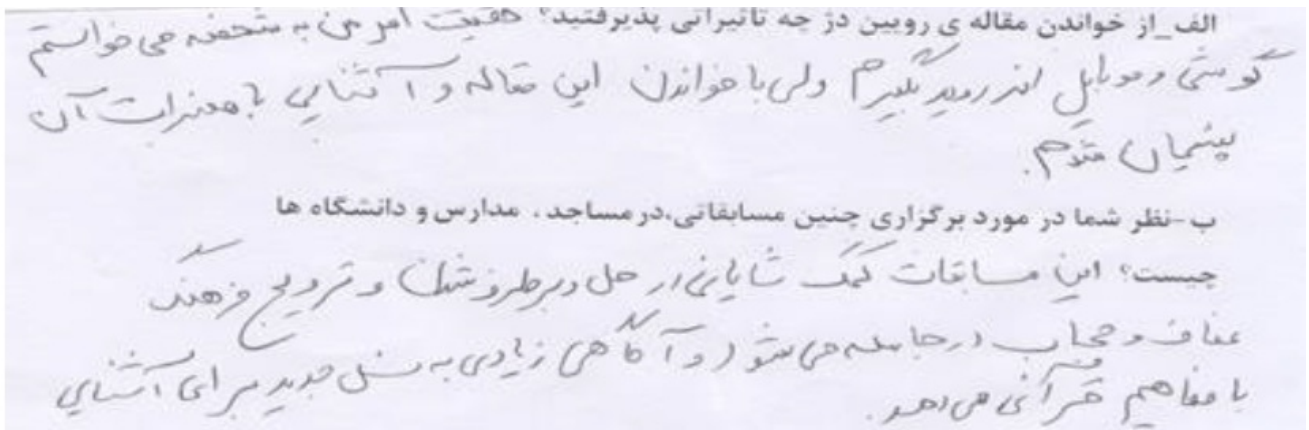 الف_از خواندن مقاله ی رویین دژ چه تاثیراتی پذیرفتید؟ حقیقت امر من به شخصه می خواستم
گوشی و موبایل اندروید بگیرم ولی با خواندن این مقاله و آشنایی با مضرات آن
پشیمان شدم.
ب-نظر شما در مورد برگزاری چنین مسابقاتی،در مساجد، مدارس و دانشگاه ها
چیست؟ این مسابقات کمک شایانی در حل و برطرف شدن و ترویج فرهنگ
عفاف و حجاب در جامعه می شود و آگاهی زیادی به نسل جدید برای آشنایی
با مفاهیم قرآنی می دهد.